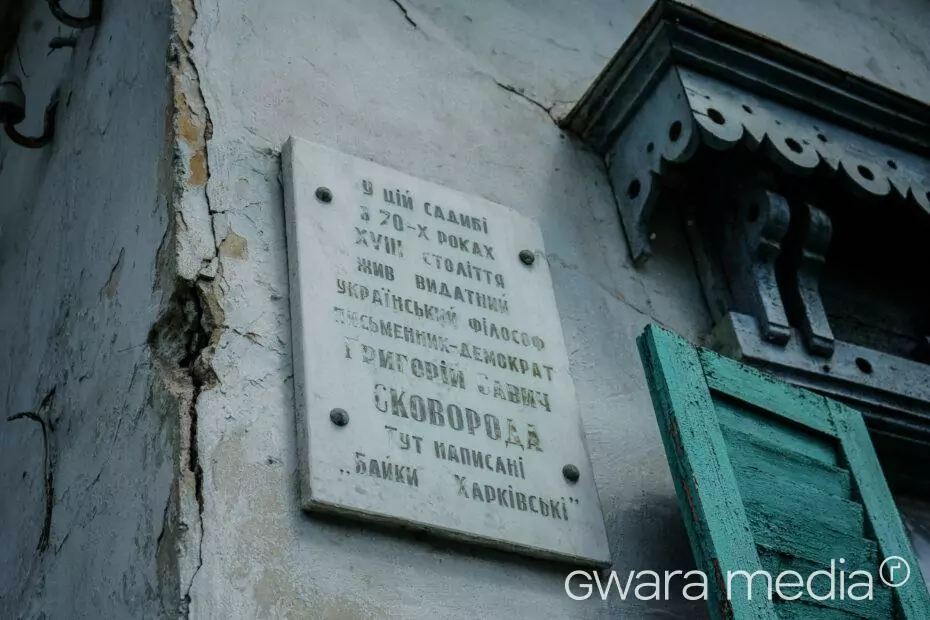 У ЦІЙ САДИБІ
З 70-Х РОКАХ
XVIII СТОЛІТТЯ
ЖИВ ВИДАТНИЙ
УКРАЇНСЬКИЙ ФІЛОСОФ
ПИСЬМЕННИК-ДЕМОКРАТ
ГРИГОРІЙ САВИЧ
СКОВОРОДА
ТУТ НАПИСАНІ
„БАЙКИ ХАРКІВСЬКІ"
GWARA MEDIA ґ